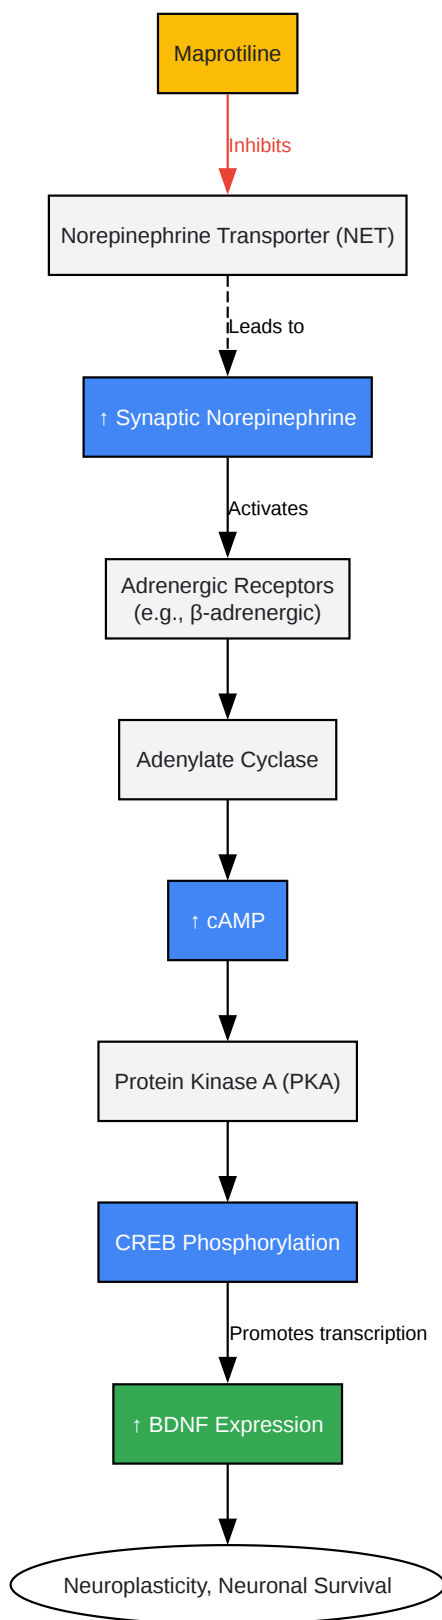 Maprotiline
Inhibits
Norepinephrine Transporter (NET)
Leads to
↑ Synaptic Norepinephrine
Activates
Adrenergic Receptors
(e.g., β-adrenergic)
Adenylate Cyclase
↑ cAMP
Protein Kinase A (PKA)
CREB Phosphorylation
Promotes transcription
↑ BDNF Expression
Neuroplasticity, Neuronal Survival